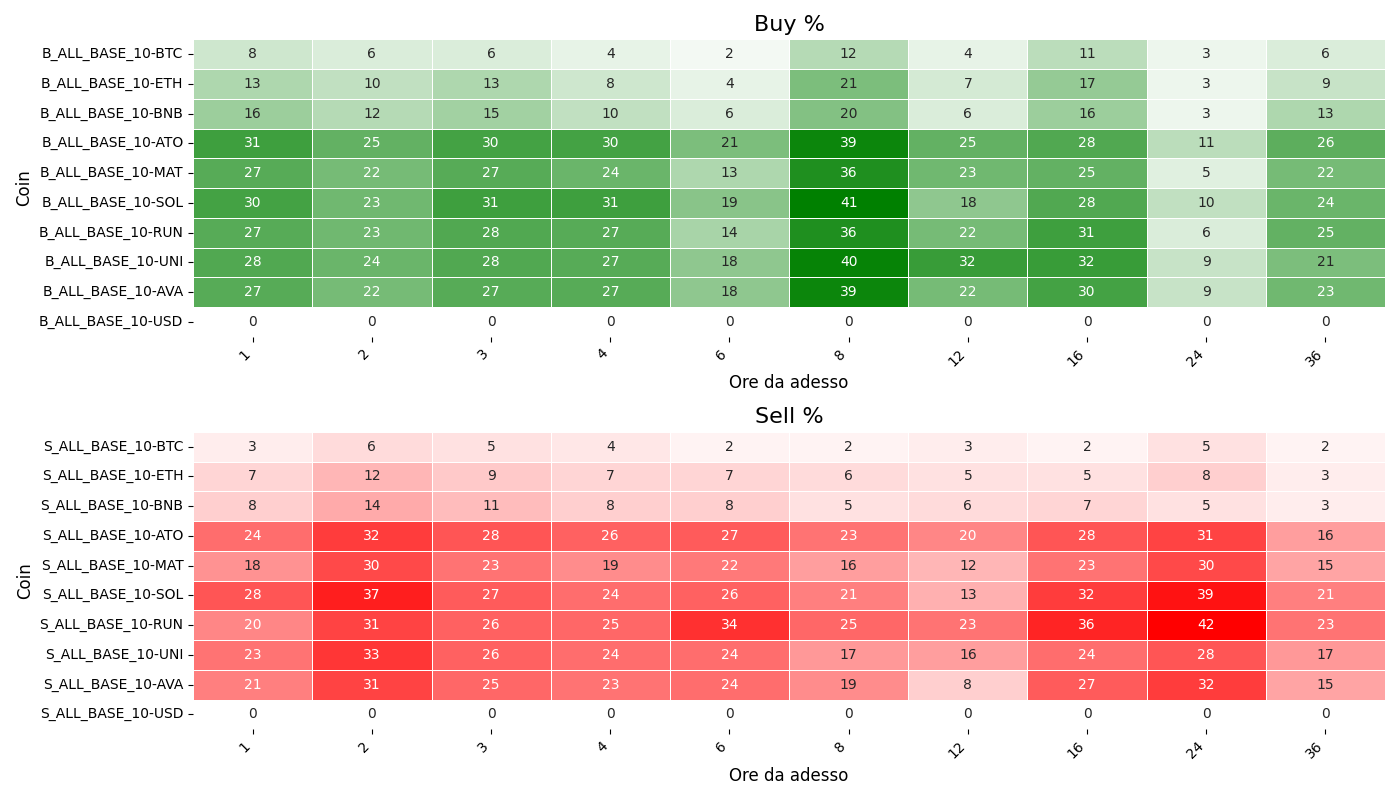 Buy %
Coin
B_ALL_BASE_10-BTC 8 6 6 4 2 12 4 11 3 6
B_ALL_BASE_10-ETH 13 10 13 8 4 21 7 17 3 9
B_ALL_BASE_10-BNB 16 12 15 10 6 20 6 16 3 13
B_ALL_BASE_10-ATO 31 25 30 30 21 39 25 28 11 26
B_ALL_BASE_10-MAT 27 22 27 24 13 36 23 25 5 22
B_ALL_BASE_10-SOL 30 23 31 31 19 41 18 28 10 24
B_ALL_BASE_10-RUN 27 23 28 27 14 36 22 31 6 25
B_ALL_BASE_10-UNI 28 24 28 27 18 40 32 32 9 21
B_ALL_BASE_10-AVA 27 22 27 27 18 39 22 30 9 23
B_ALL_BASE_10-USD 0 0 0 0 0 0 0 0 0 0
1 2 3 4 6 8 12 16 24 36
Ore da adesso
Sell %
Coin
S_ALL_BASE_10-BTC 3 6 5 4 2 2 3 2 5 2
S_ALL_BASE_10-ETH 7 12 9 7 7 6 5 5 8 3
S_ALL_BASE_10-BNB 8 14 11 8 8 5 6 7 5 3
S_ALL_BASE_10-ATO 24 32 28 26 27 23 20 28 31 16
S_ALL_BASE_10-MAT 18 30 23 19 22 16 12 23 30 15
S_ALL_BASE_10-SOL 28 37 27 24 26 21 13 32 39 21
S_ALL_BASE_10-RUN 20 31 26 25 34 25 23 36 42 23
S_ALL_BASE_10-UNI 23 33 26 24 24 17 16 24 28 17
S_ALL_BASE_10-AVA 21 31 25 23 24 19 8 27 32 15
S_ALL_BASE_10-USD 0 0 0 0 0 0 0 0 0 0
1 2 3 4 6 8 12 16 24 36
Ore da adesso